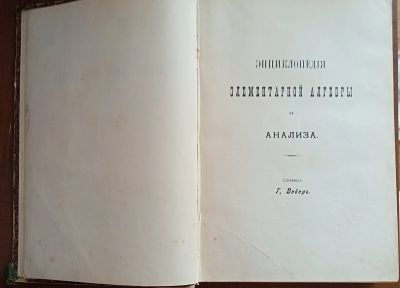 ЭНЦИКЛОПЕДІЯ
ЭЛЕМЕНТАРНОЙ АЛГЕБРЫ
И
АНАЛИЗА.
Составилъ
Г. Веберъ.